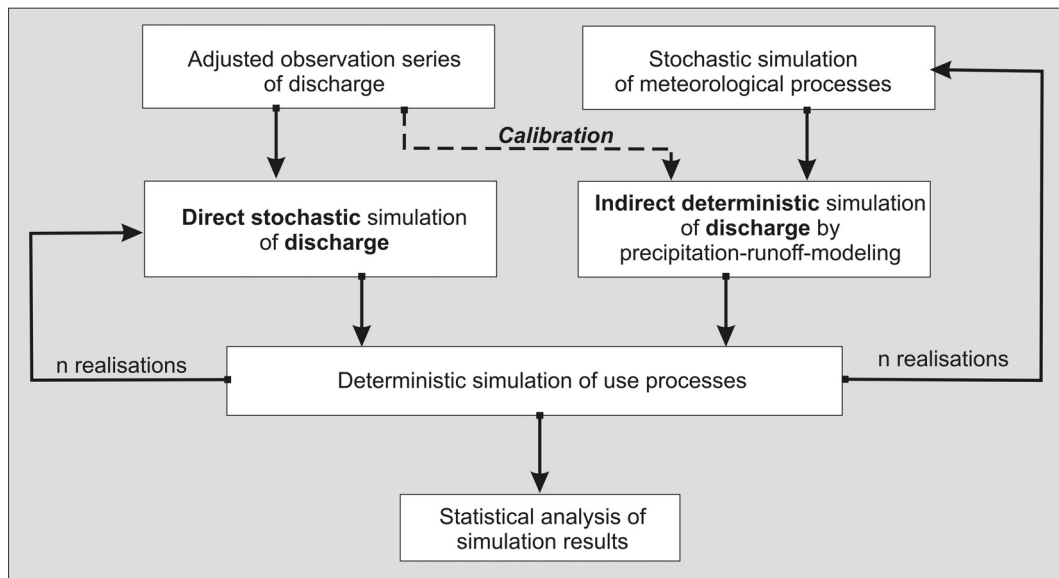 Adjusted observation series
of discharge
Stochastic simulation
of meteorological processes
Calibration
Direct stochastic simulation
of discharge
Indirect deterministic simulation
of discharge by
precipitation-runoff-modeling
n realisations
n realisations
Deterministic simulation of use processes
Statistical analysis of
simulation results